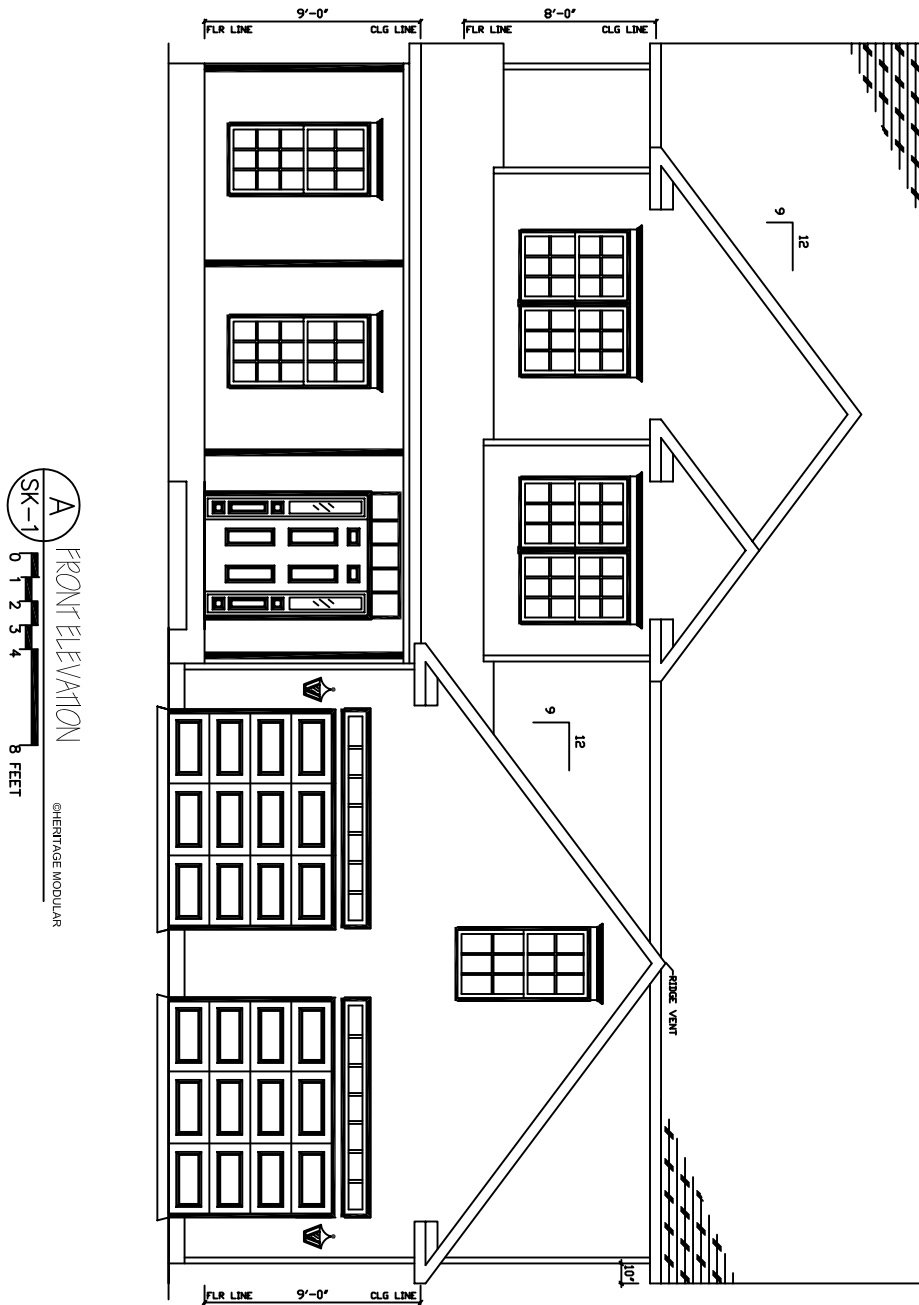 9'-0"
FLR LINE
CLG LINE
8'-0"
FLR LINE
CLG LINE
9
12
9
12
RIDGE VENT
10"
FLR LINE
9'-0"
CLG LINE
A
SK-1
FRONT ELEVATION
©HERITAGE MODULAR
0 1 2 3 4 8 FEET